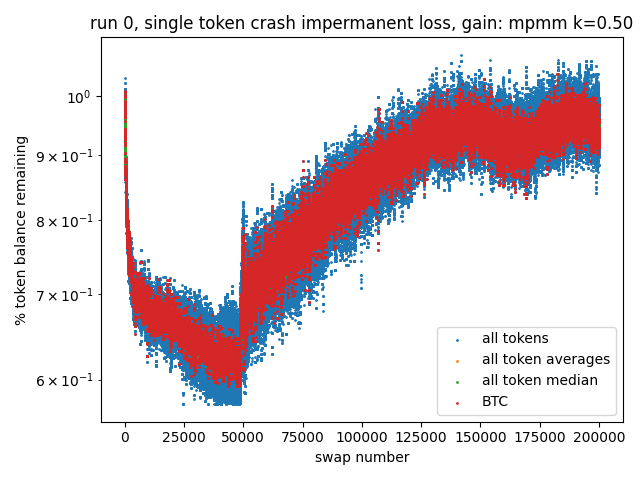 run 0, single token crash impermanent loss, gain: mpmm k=0.50
% token balance remaining
10⁰
9 × 10⁻¹
8 × 10⁻¹
7 × 10⁻¹
6 × 10⁻¹
all tokens
all token averages
all token median
BTC
0 25000 50000 75000 100000 125000 150000 175000 200000
swap number